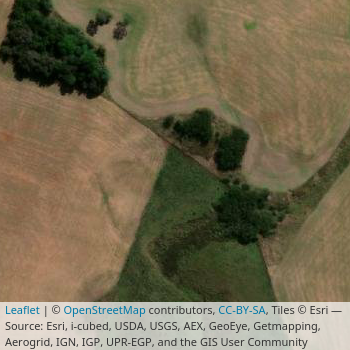 Leaflet | © OpenStreetMap contributors, CC-BY-SA, Tiles © Esri —
Source: Esri, i-cubed, USDA, USGS, AEX, GeoEye, Getmapping,
Aerogrid, IGN, IGP, UPR-EGP, and the GIS User Community